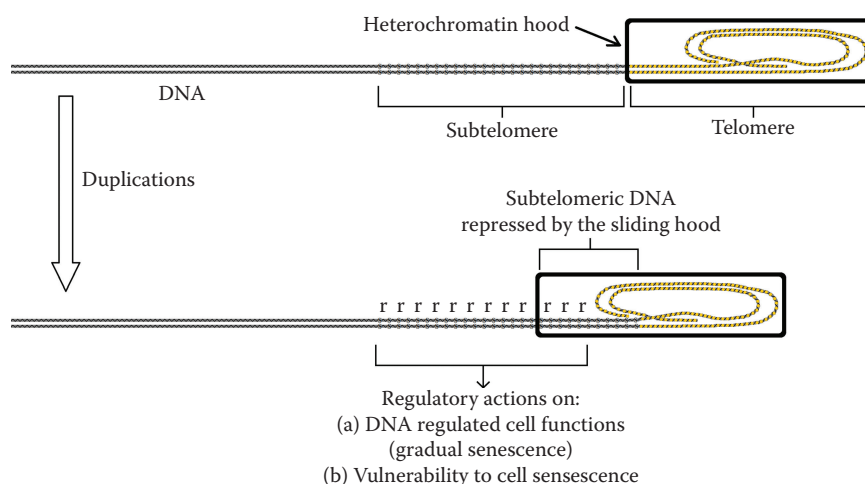 Heterochromatin hood
DNA
Subtelomere
Telomere
Duplications
Subtelomeric DNA
repressed by the sliding hood
r r r r r r r r r r r r
Regulatory actions on:
(a) DNA regulated cell functions
(gradual senescence)
(b) Vulnerability to cell sensescence